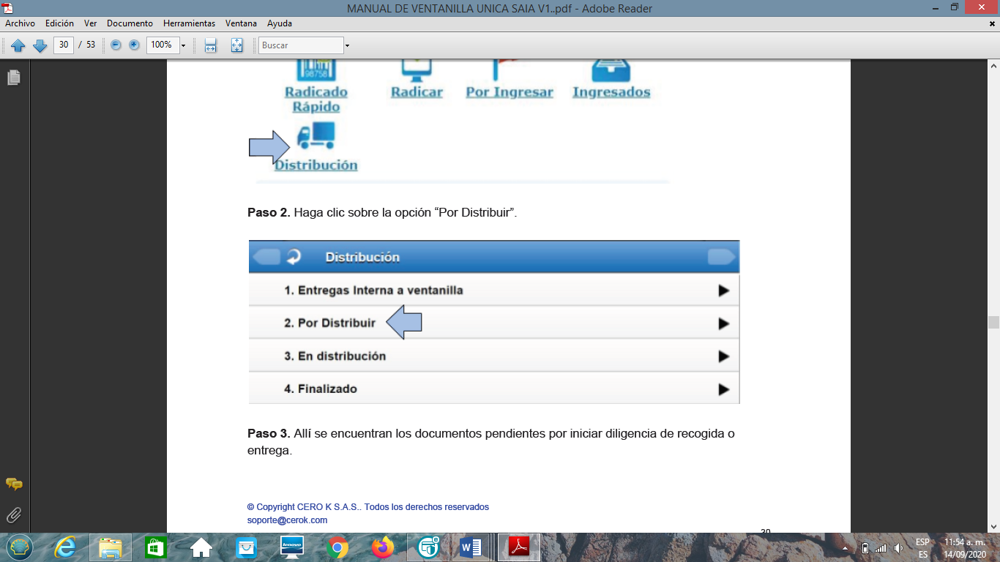 MANUAL DE VENTANILLA UNICA SAIA V1..pdf - Adobe Reader
Archivo Edición Ver Documento Herramientas Ventana Ayuda
30 / 53 100% Buscar
98758
Radicado Rápido
Radicar
Por Ingresar
Ingresados
Distribución
Paso 2. Haga clic sobre la opción “Por Distribuir”.
Distribución
1. Entregas Interna a ventanilla
2. Por Distribuir
3. En distribución
4. Finalizado
Paso 3. Allí se encuentran los documentos pendientes por iniciar diligencia de recogida o
entrega.
© Copyright CERO K S.A.S.. Todos los derechos reservados
soporte@cerok.com
30
lenovo
ESP 11:54 a. m.
ES 14/09/2020